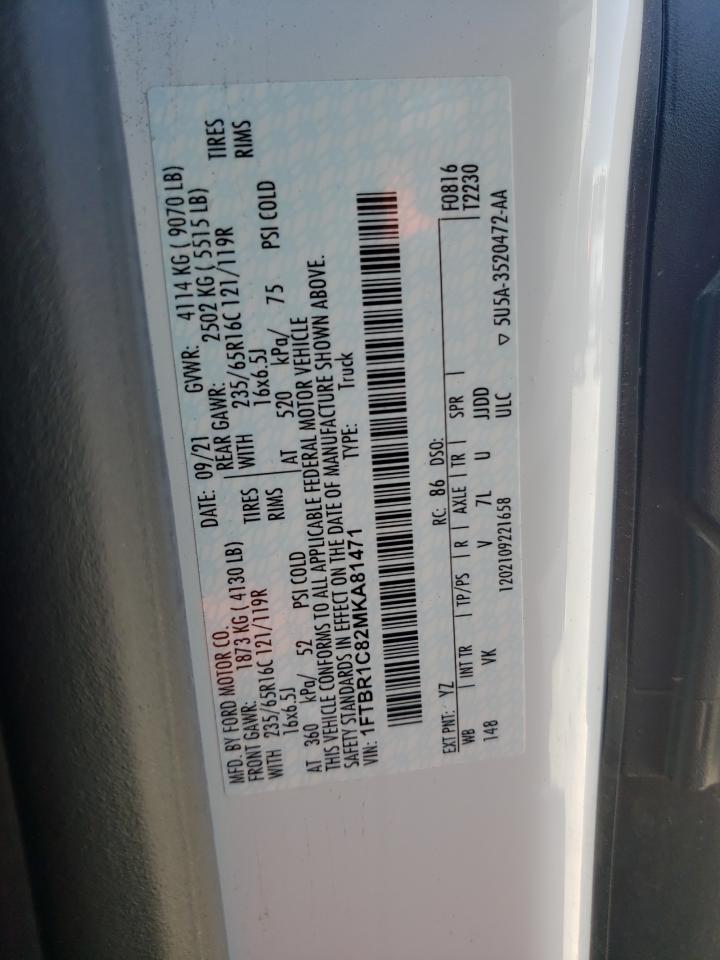 MFD. BY FORD MOTOR CO. DATE: 09/21 GVWR: 4114 KG ( 9070 LB)
FRONT GAWR: 1873 KG ( 4130 LB) REAR GAWR: 2502 KG ( 5515 LB)
WITH 235/65R16C 121/119R TIRES WITH 235/65R16C 121/119R TIRES
16x6.5J RIMS 16x6.5J RIMS
AT 360 kPa/ 52 PSI COLD AT 520 kPa/ 75 PSI COLD
THIS VEHICLE CONFORMS TO ALL APPLICABLE FEDERAL MOTOR VEHICLE
SAFETY STANDARDS IN EFFECT ON THE DATE OF MANUFACTURE SHOWN ABOVE.
VIN: 1FTBR1C82MKA81471 TYPE: Truck
EXT PNT: YZ RC: 86 DSO: F0816
WB INT TR TP/PS R AXLE TR SPR T2230
148 VK V 7L U JJDD
1202109221658 ULC ▽ 5U5A-3520472-AA